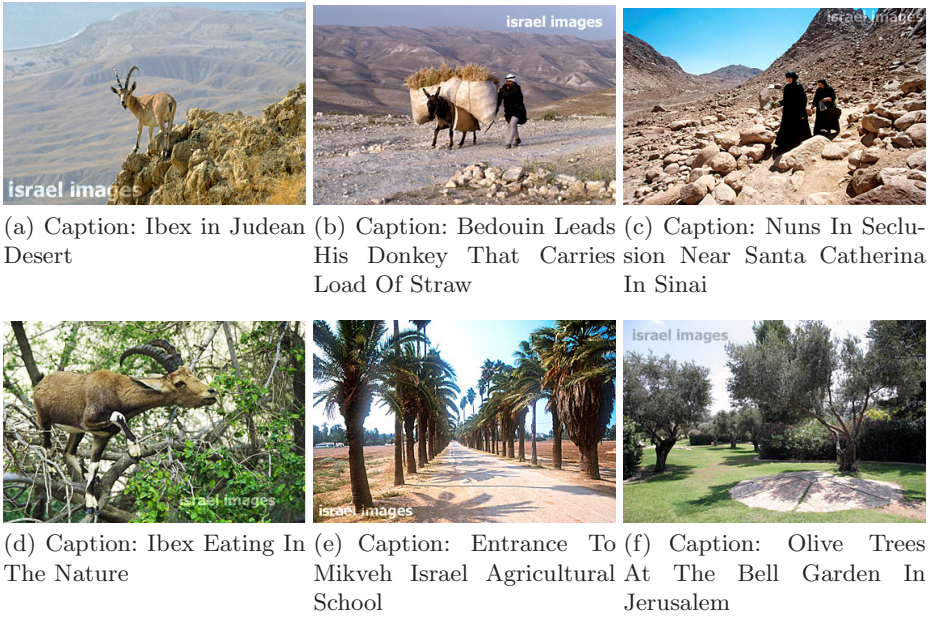 israel images
israel images
israel images
(a) Caption: Ibex in Judean
Desert
(b) Caption: Bedouin Leads
His Donkey That Carries
Load Of Straw
(c) Caption: Nuns In Seclu-
sion Near Santa Catherina
In Sinai
israel images
israel images
israel images
(d) Caption: Ibex Eating In
The Nature
(e) Caption: Entrance To
Mikveh Israel Agricultural
School
(f) Caption: Olive Trees
At The Bell Garden In
Jerusalem